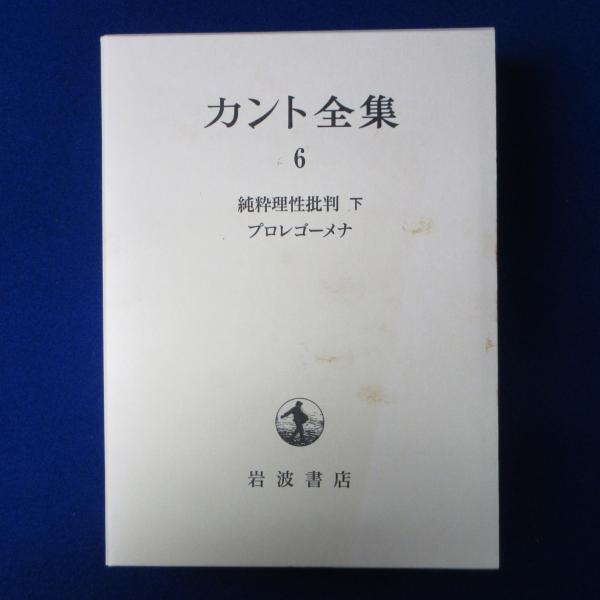 カント全集
6
純粋理性批判 下
プロレゴーメナ
岩波書店